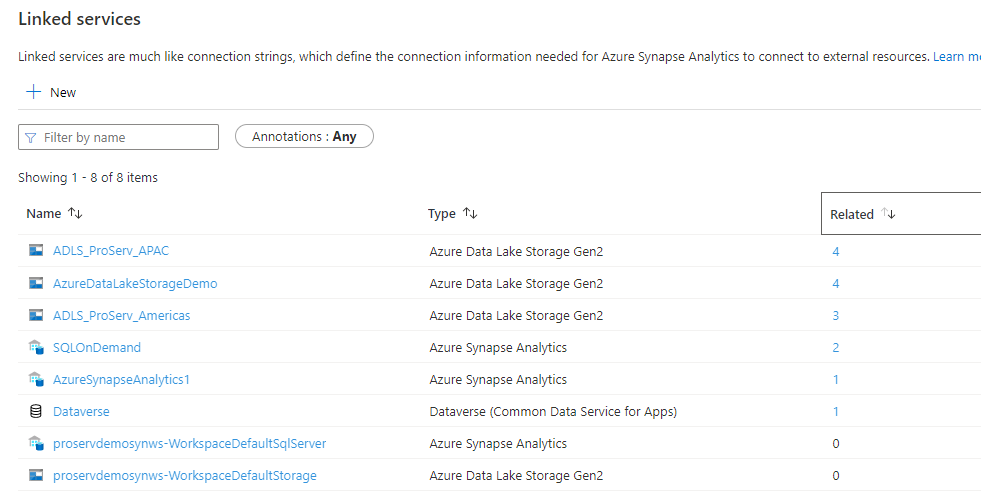 Linked services
Linked services are much like connection strings, which define the connection information needed for Azure Synapse Analytics to connect to external resources. Learn
New
Filter by name
Annotations : Any
Showing 1 - 8 of 8 items
Name Type Related
ADLS_ProServ_APAC Azure Data Lake Storage Gen2 4
AzureDataLakeStorageDemo Azure Data Lake Storage Gen2 4
ADLS_ProServ_Americas Azure Data Lake Storage Gen2 3
SQLOnDemand Azure Synapse Analytics 2
AzureSynapseAnalytics1 Azure Synapse Analytics 1
Dataverse Dataverse (Common Data Service for Apps) 1
proservdemosynws-WorkspaceDefaultSqlServer Azure Synapse Analytics 0
proservdemosynws-WorkspaceDefaultStorage Azure Data Lake Storage Gen2 0